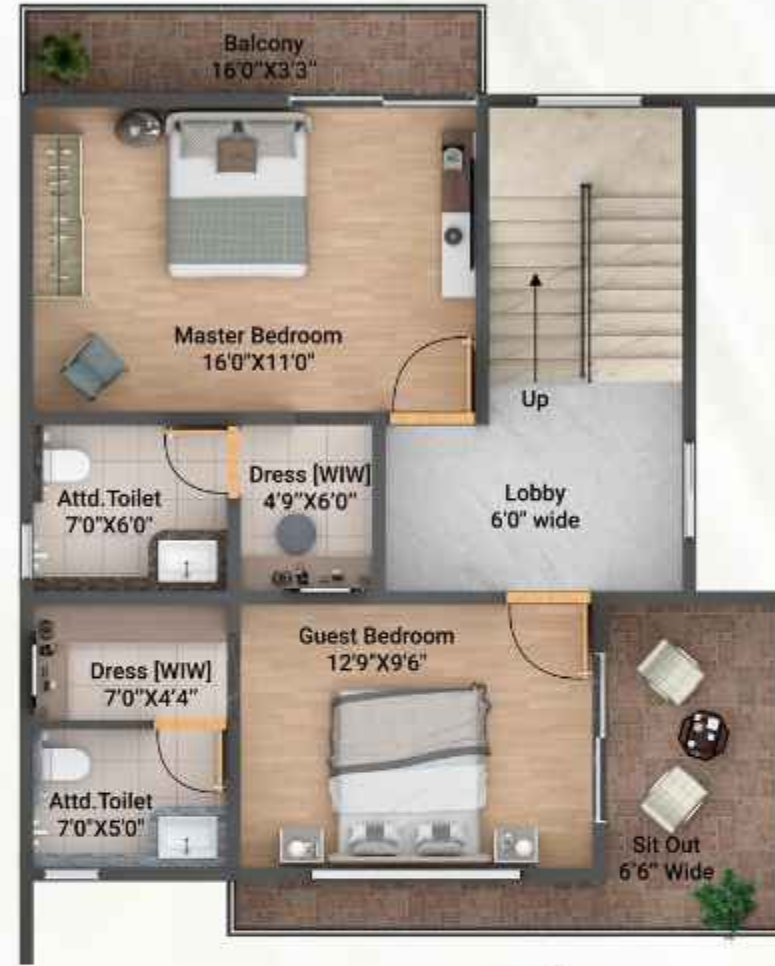 Balcony
16'0"X3'3"
Master Bedroom
16'0"X11'0"
Up
Attd.Toilet
7'0"X6'0"
Dress [WIW]
4'9"X6'0"
Lobby
6'0" wide
Guest Bedroom
12'9"X9'6"
Dress [WIW]
7'0"X4'4"
Attd.Toilet
7'0"X5'0"
Sit Out
6'6" Wide